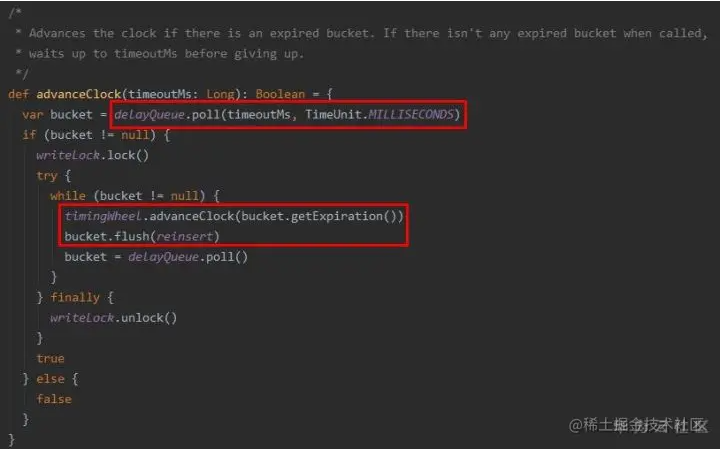 /*
 * Advances the clock if there is an expired bucket. If there isn't any expired bucket when called,
 * waits up to timeoutMs before giving up.
 */
def advanceClock(timeoutMs: Long): Boolean = {
  var bucket = delayQueue.poll(timeoutMs, TimeUnit.MILLISECONDS)
  if (bucket != null) {
    writeLock.lock()
    try {
      while (bucket != null) {
        timingWheel.advanceClock(bucket.getExpiration())
        bucket.flush(reinsert)
        bucket = delayQueue.poll()
      }
    } finally {
      writeLock.unlock()
    }
    true
  } else {
    false
  }
}
@稀土掘金技术社区